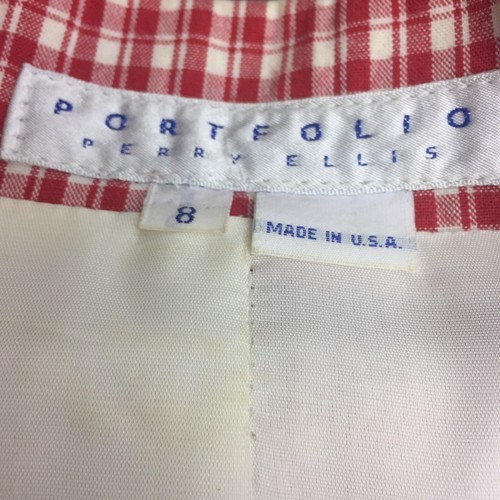 PORTFOLIO
PERRY ELLIS
8
MADE IN U.S.A.